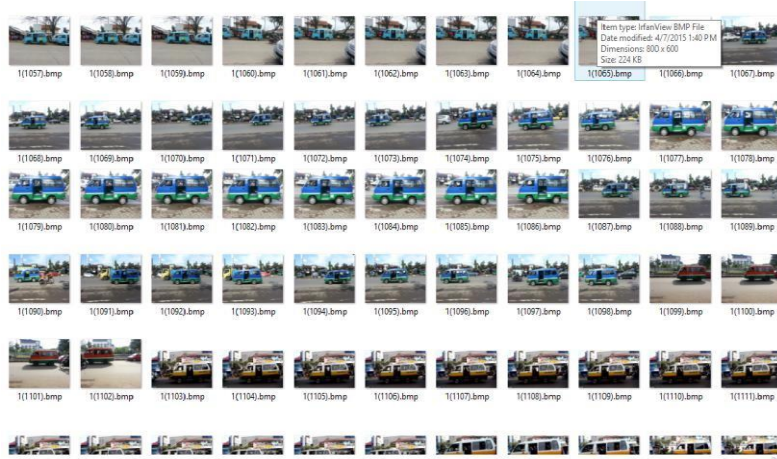 Item type: IrfanView BMP File
Date modified: 4/7/2015 1:40 PM
Dimensions: 800 x 600
Size: 224 KB
1(1057).bmp 1(1058).bmp 1(1059).bmp 1(1060).bmp 1(1061).bmp 1(1062).bmp 1(1063).bmp 1(1064).bmp 1(1065).bmp 1(1066).bmp 1(1067).bmp
1(1068).bmp 1(1069).bmp 1(1070).bmp 1(1071).bmp 1(1072).bmp 1(1073).bmp 1(1074).bmp 1(1075).bmp 1(1076).bmp 1(1077).bmp 1(1078).bmp
1(1079).bmp 1(1080).bmp 1(1081).bmp 1(1082).bmp 1(1083).bmp 1(1084).bmp 1(1085).bmp 1(1086).bmp 1(1087).bmp 1(1088).bmp 1(1089).bmp
1(1090).bmp 1(1091).bmp 1(1092).bmp 1(1093).bmp 1(1094).bmp 1(1095).bmp 1(1096).bmp 1(1097).bmp 1(1098).bmp 1(1099).bmp 1(1100).bmp
1(1101).bmp 1(1102).bmp 1(1103).bmp 1(1104).bmp 1(1105).bmp 1(1106).bmp 1(1107).bmp 1(1108).bmp 1(1109).bmp 1(1110).bmp 1(1111).bmp